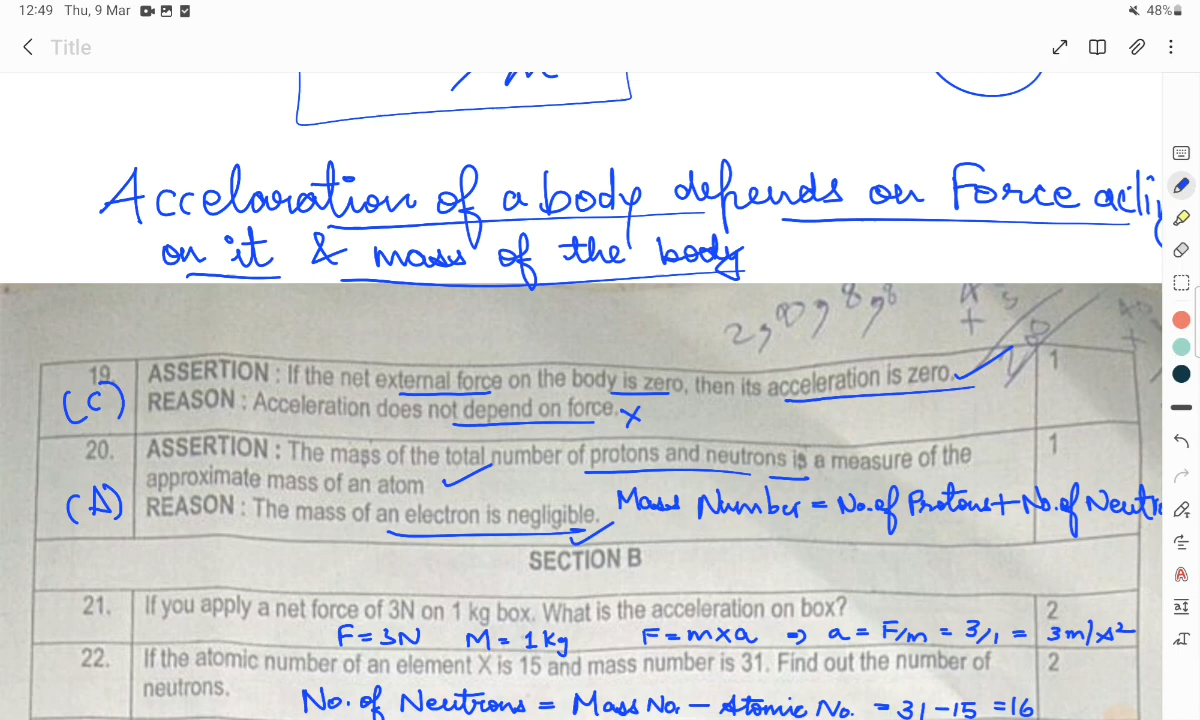 12:49 Thu, 9 Mar 48%
Title
Accelaration of a body depends on Force acti
on it & mass of the body
2,8,8,8
19. ASSERTION : If the net external force on the body is zero, then its acceleration is zero. 1
(C) REASON : Acceleration does not depend on force. x
20. ASSERTION : The mass of the total number of protons and neutrons is a measure of the 1
approximate mass of an atom
(A) REASON : The mass of an electron is negligible. Mass Number = No. of Protons + No. of Neutr
SECTION B
21. If you apply a net force of 3N on 1 kg box. What is the acceleration on box? 2
F = 3N M = 1 kg F = m x a => a = F/m = 3/1 = 3 m/s²
22. If the atomic number of an element X is 15 and mass number is 31. Find out the number of 2
neutrons.
No. of Neutrons = Mass No. - Atomic No. = 31 - 15 = 16